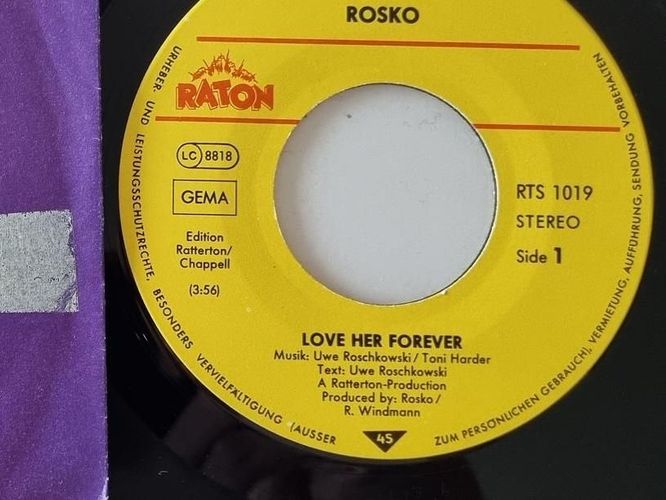 ROSKO
RATON
LC 8818
GEMA
Edition
Ratterton/
Chappell
(3:56)
RTS 1019
STEREO
Side 1
LOVE HER FOREVER
Musik: Uwe Roschkowski / Toni Harder
Text: Uwe Roschkowski
A Ratterton-Production
Produced by: Rosko /
R. Windmann
45
URHEBER- UND LEISTUNGSSCHUTZRECHTE, BESONDERS VERVIELFÄLTIGUNG (AUSSER
ZUM PERSÖNLICHEN GEBRAUCH), VERMIETUNG, AUFFÜHRUNG, SENDUNG VORBEHALTEN